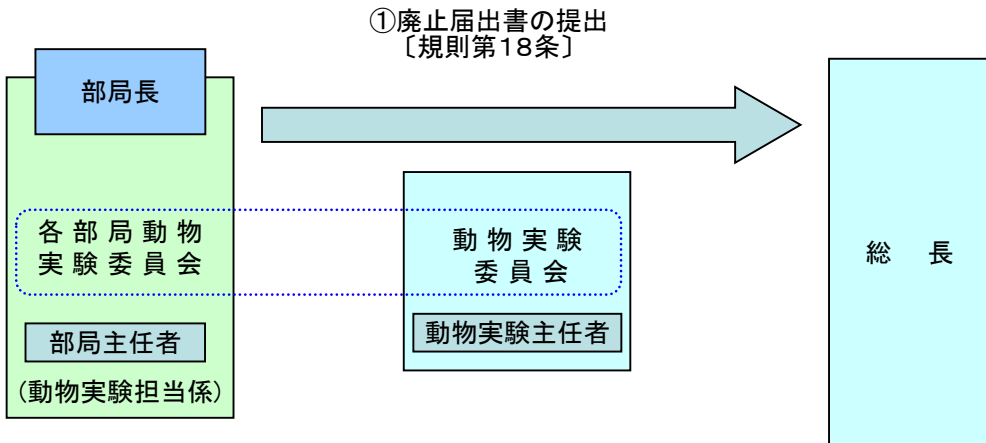 ①廃止届出書の提出
〔規則第18条〕
部局長
各部局動物
実験委員会
部局主任者
(動物実験担当係)
動物実験
委員会
動物実験主任者
総　長